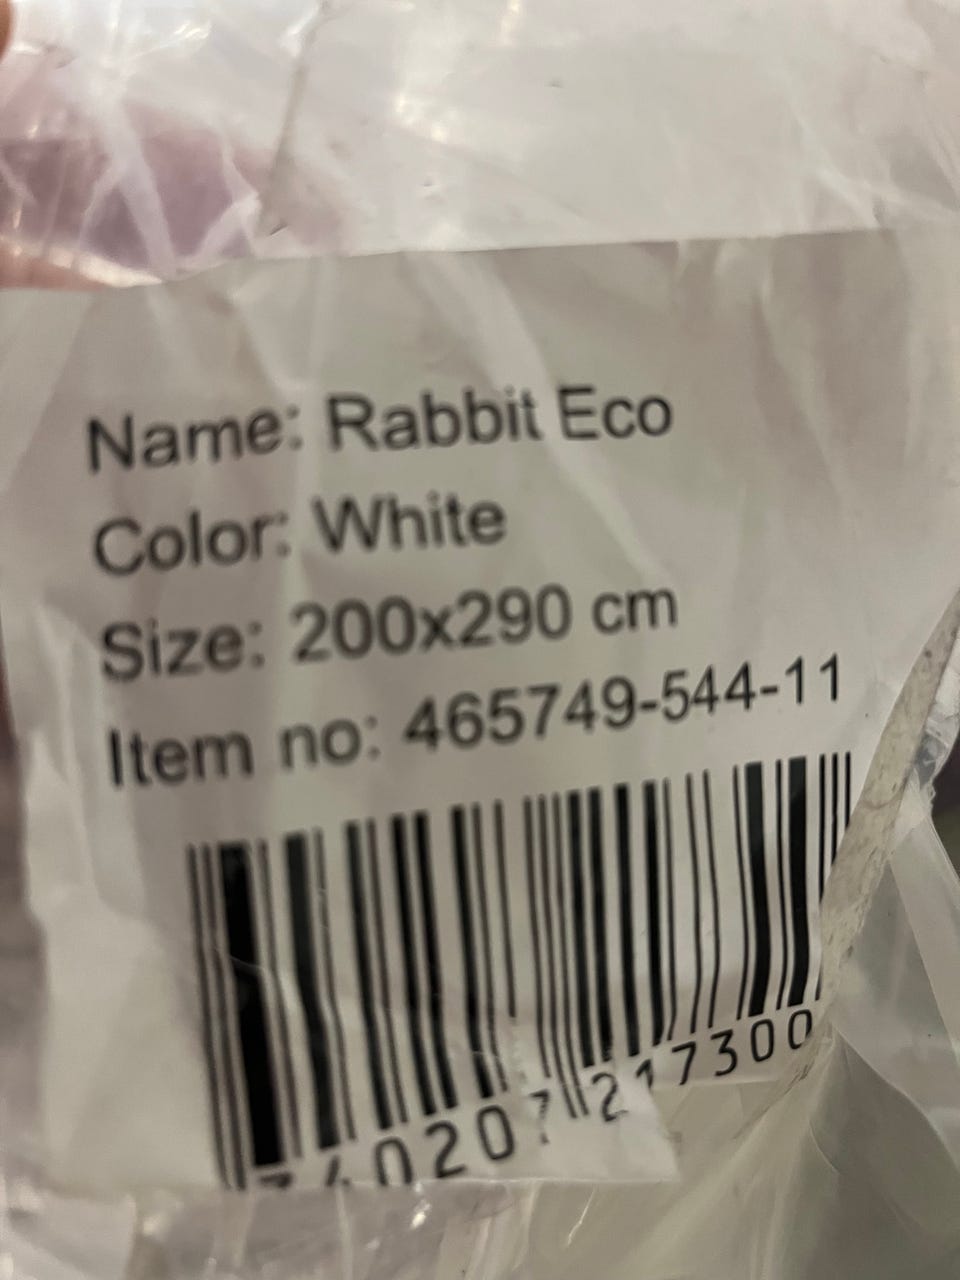 Name: Rabbit Eco
Color: White
Size: 200x290 cm
Item no: 465749-544-11